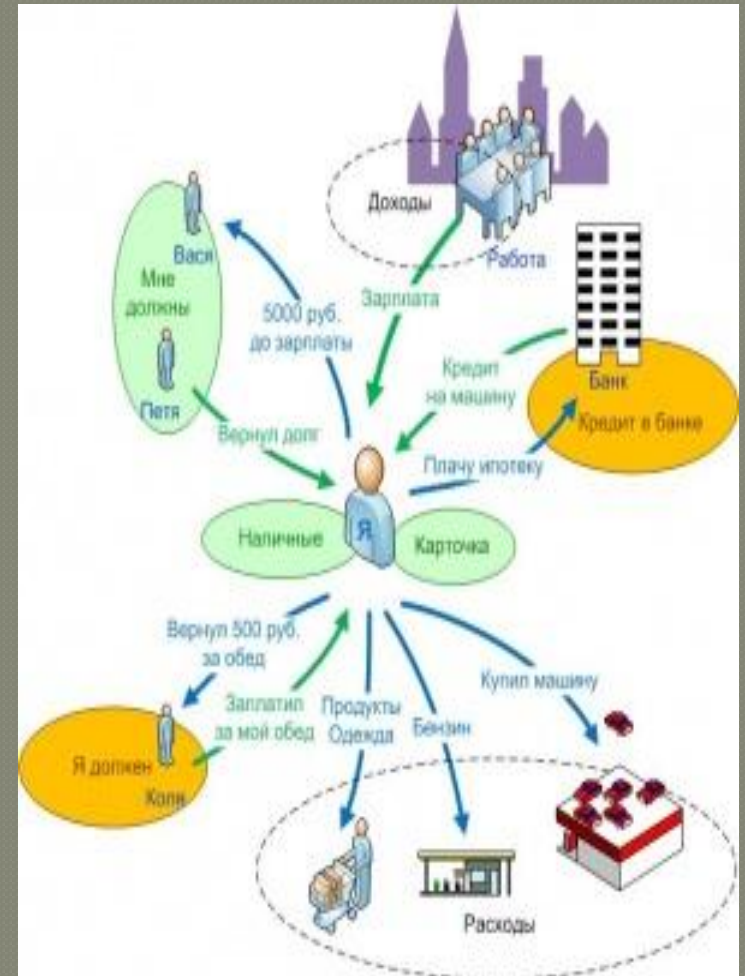 Доходы
Работа
Зарплата
Вася
Мне
должны
Петя
5000 руб.
до зарплаты
Вернул долг
Кредит
на машину
Банк
Кредит в банке
Плачу ипотеку
Наличные
Я
Карточка
Вернул 500 руб.
за обед
Заплатил
за мой обед
Я должен
Коля
Продукты
Одежда
Бензин
Купил машину
Расходы